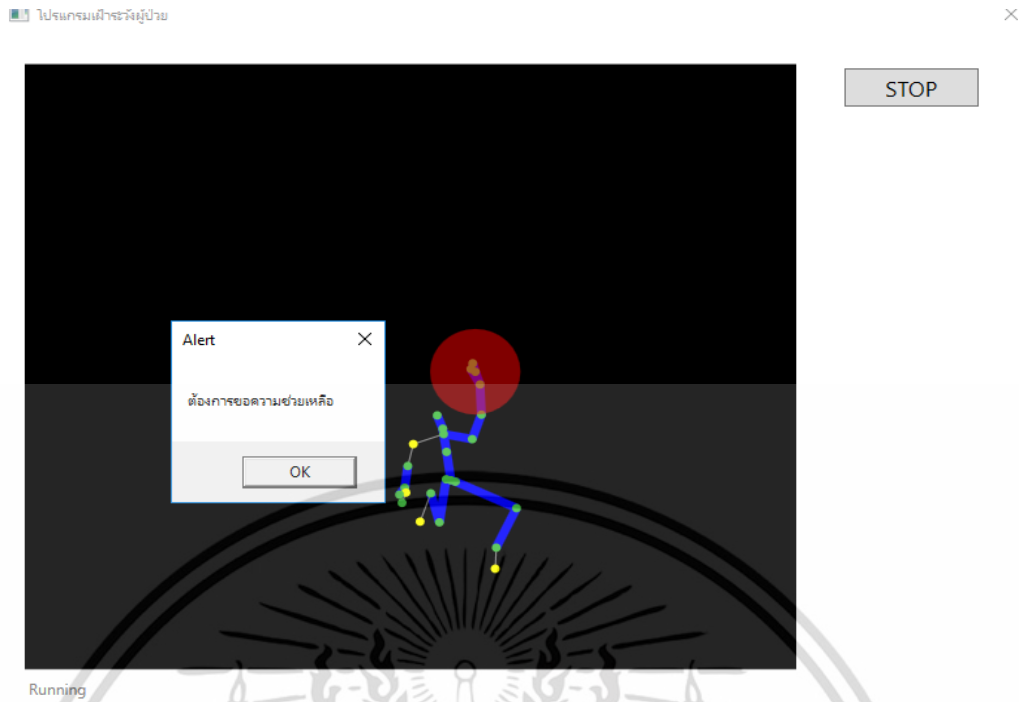 โปรแกรมเฝ้าระวังผู้ป่วย
STOP
Alert
ต้องการขอความช่วยเหลือ
OK
Running